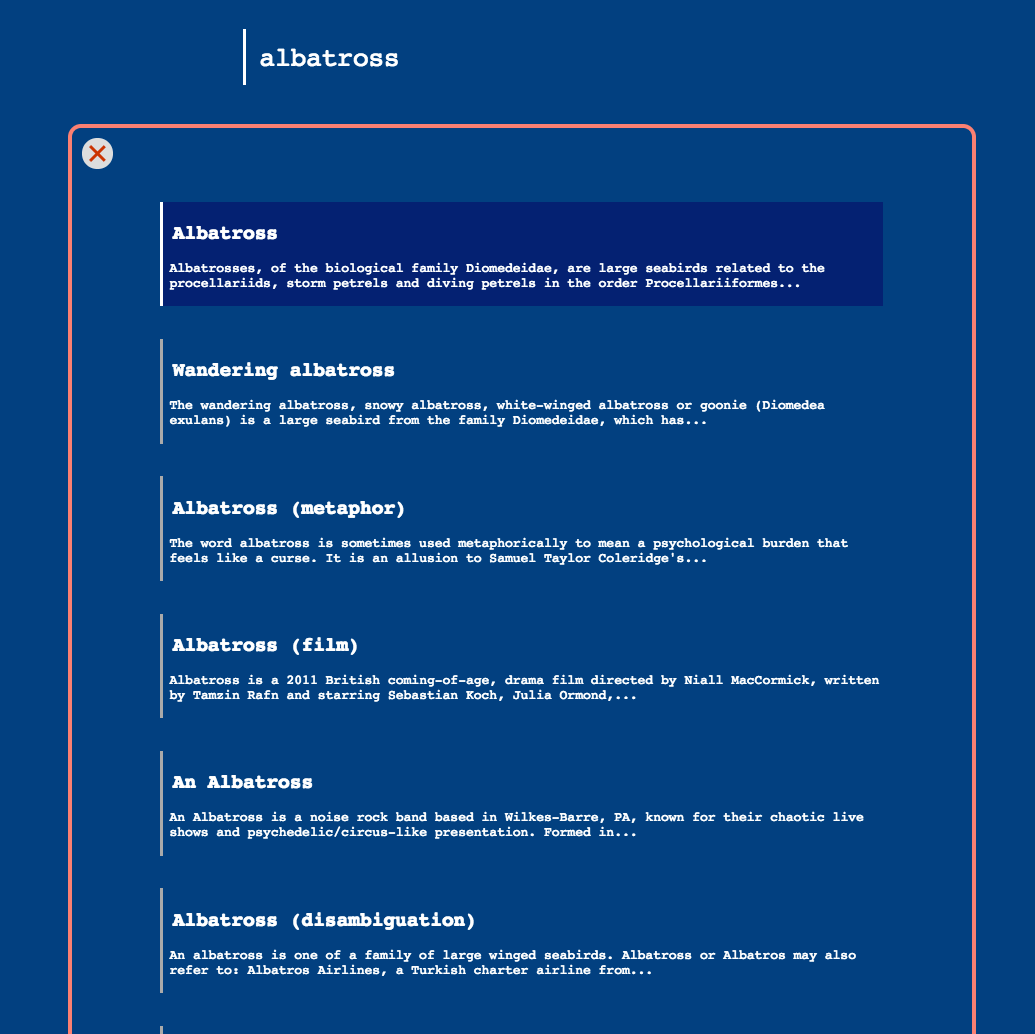 albatross
Albatross
Albatrosses, of the biological family Diomedeidae, are large seabirds related to the
procellariids, storm petrels and diving petrels in the order Procellariiformes...
Wandering albatross
The wandering albatross, snowy albatross, white-winged albatross or goonie (Diomedea
exulans) is a large seabird from the family Diomedeidae, which has...
Albatross (metaphor)
The word albatross is sometimes used metaphorically to mean a psychological burden that
feels like a curse. It is an allusion to Samuel Taylor Coleridge's...
Albatross (film)
Albatross is a 2011 British coming-of-age, drama film directed by Niall MacCormick, written
by Tamzin Rafn and starring Sebastian Koch, Julia Ormond,...
An Albatross
An Albatross is a noise rock band based in Wilkes-Barre, PA, known for their chaotic live
shows and psychedelic/circus-like presentation. Formed in...
Albatross (disambiguation)
An albatross is one of a family of large winged seabirds. Albatross or Albatros may also
refer to: Albatros Airlines, a Turkish charter airline from...